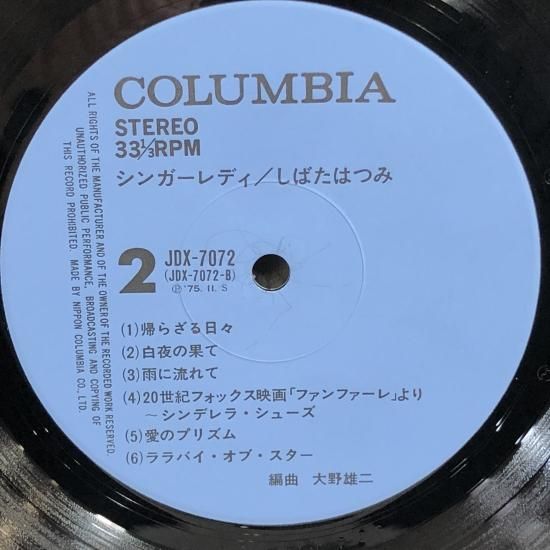 COLUMBIA
STEREO
33⅓RPM
シンガーレディ／しばたはつみ
2
JDX-7072
(JDX-7072-B)
Ⓟ '75. 11. S
(1)帰らざる日々
(2)白夜の果て
(3)雨に流れて
(4)20世紀フォックス映画「ファンファーレ」より
～シンデレラ・シューズ
(5)愛のプリズム
(6)ララバイ・オブ・スター
編曲 大野雄二
ALL RIGHTS OF THE MANUFACTURER AND OF THE OWNER OF THE RECORDED WORK RESERVED.
UNAUTHORIZED PUBLIC PERFORMANCE, BROADCASTING AND COPYING OF
THIS RECORD PROHIBITED. MADE BY NIPPON COLUMBIA CO., LTD.